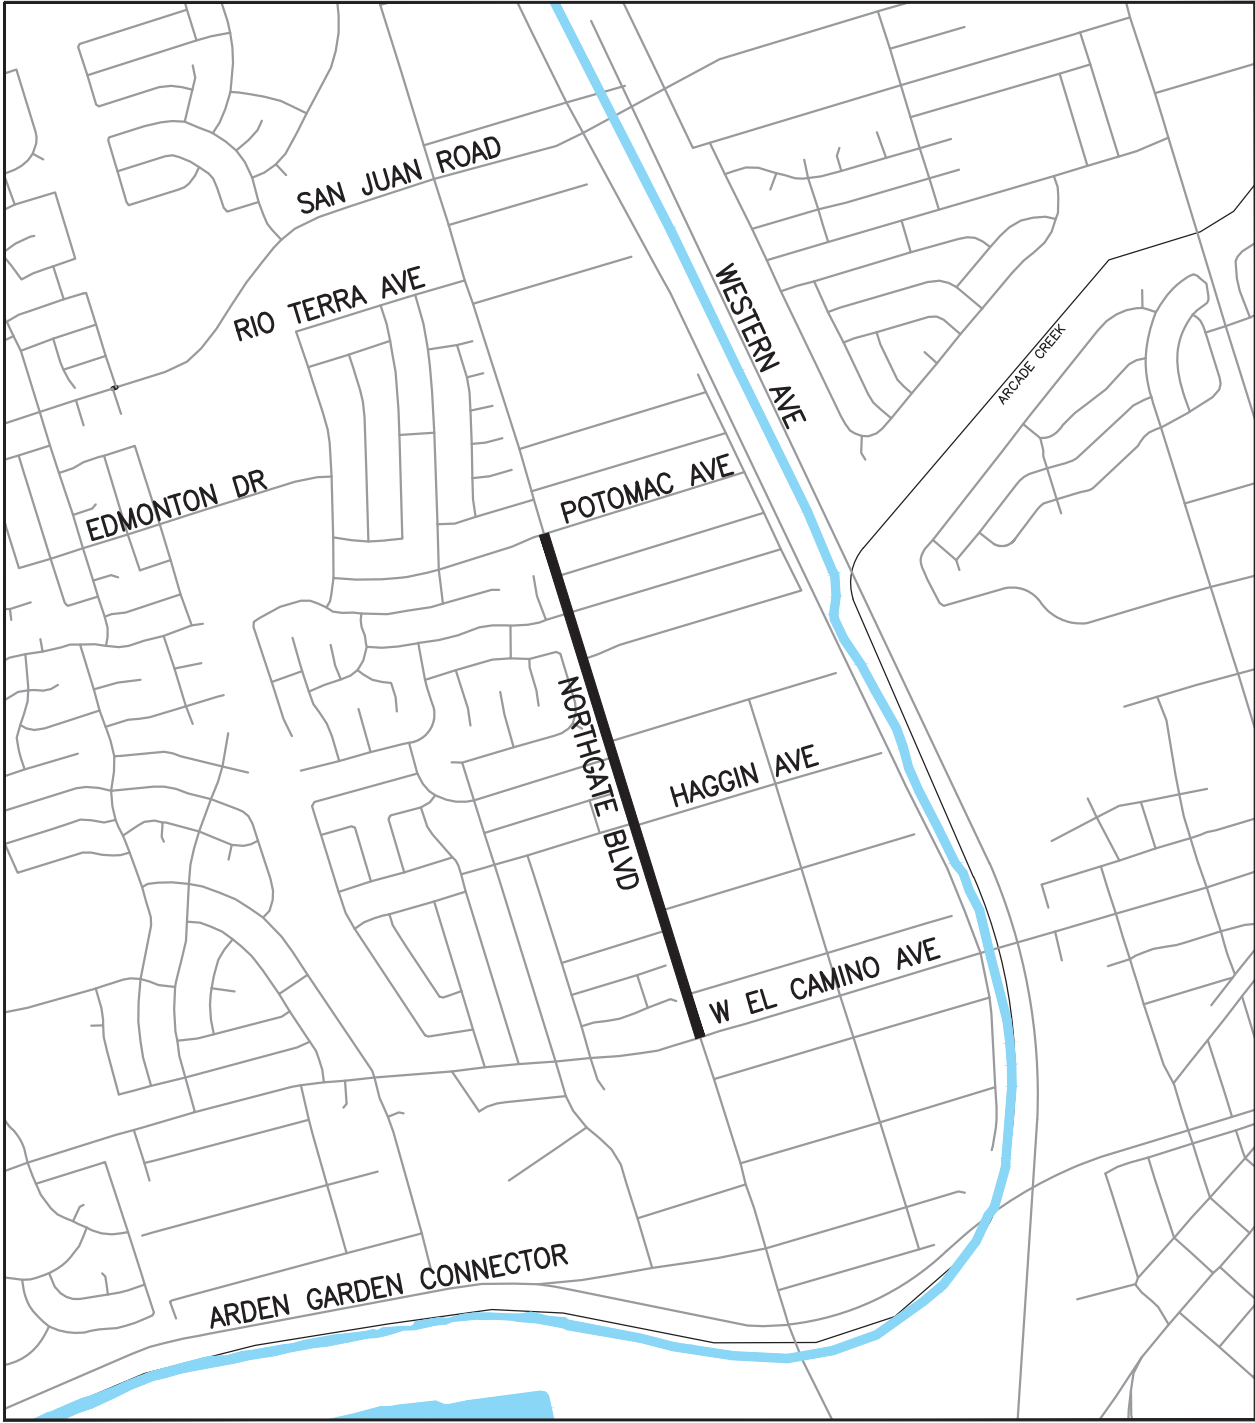 SAN JUAN ROAD
RIO TERRA AVE
WESTERN AVE
ARCADE CREEK
EDMONTON DR
POTOMAC AVE
NORTHGATE BLVD
HAGGIN AVE
W EL CAMINO AVE
ARDEN GARDEN CONNECTOR